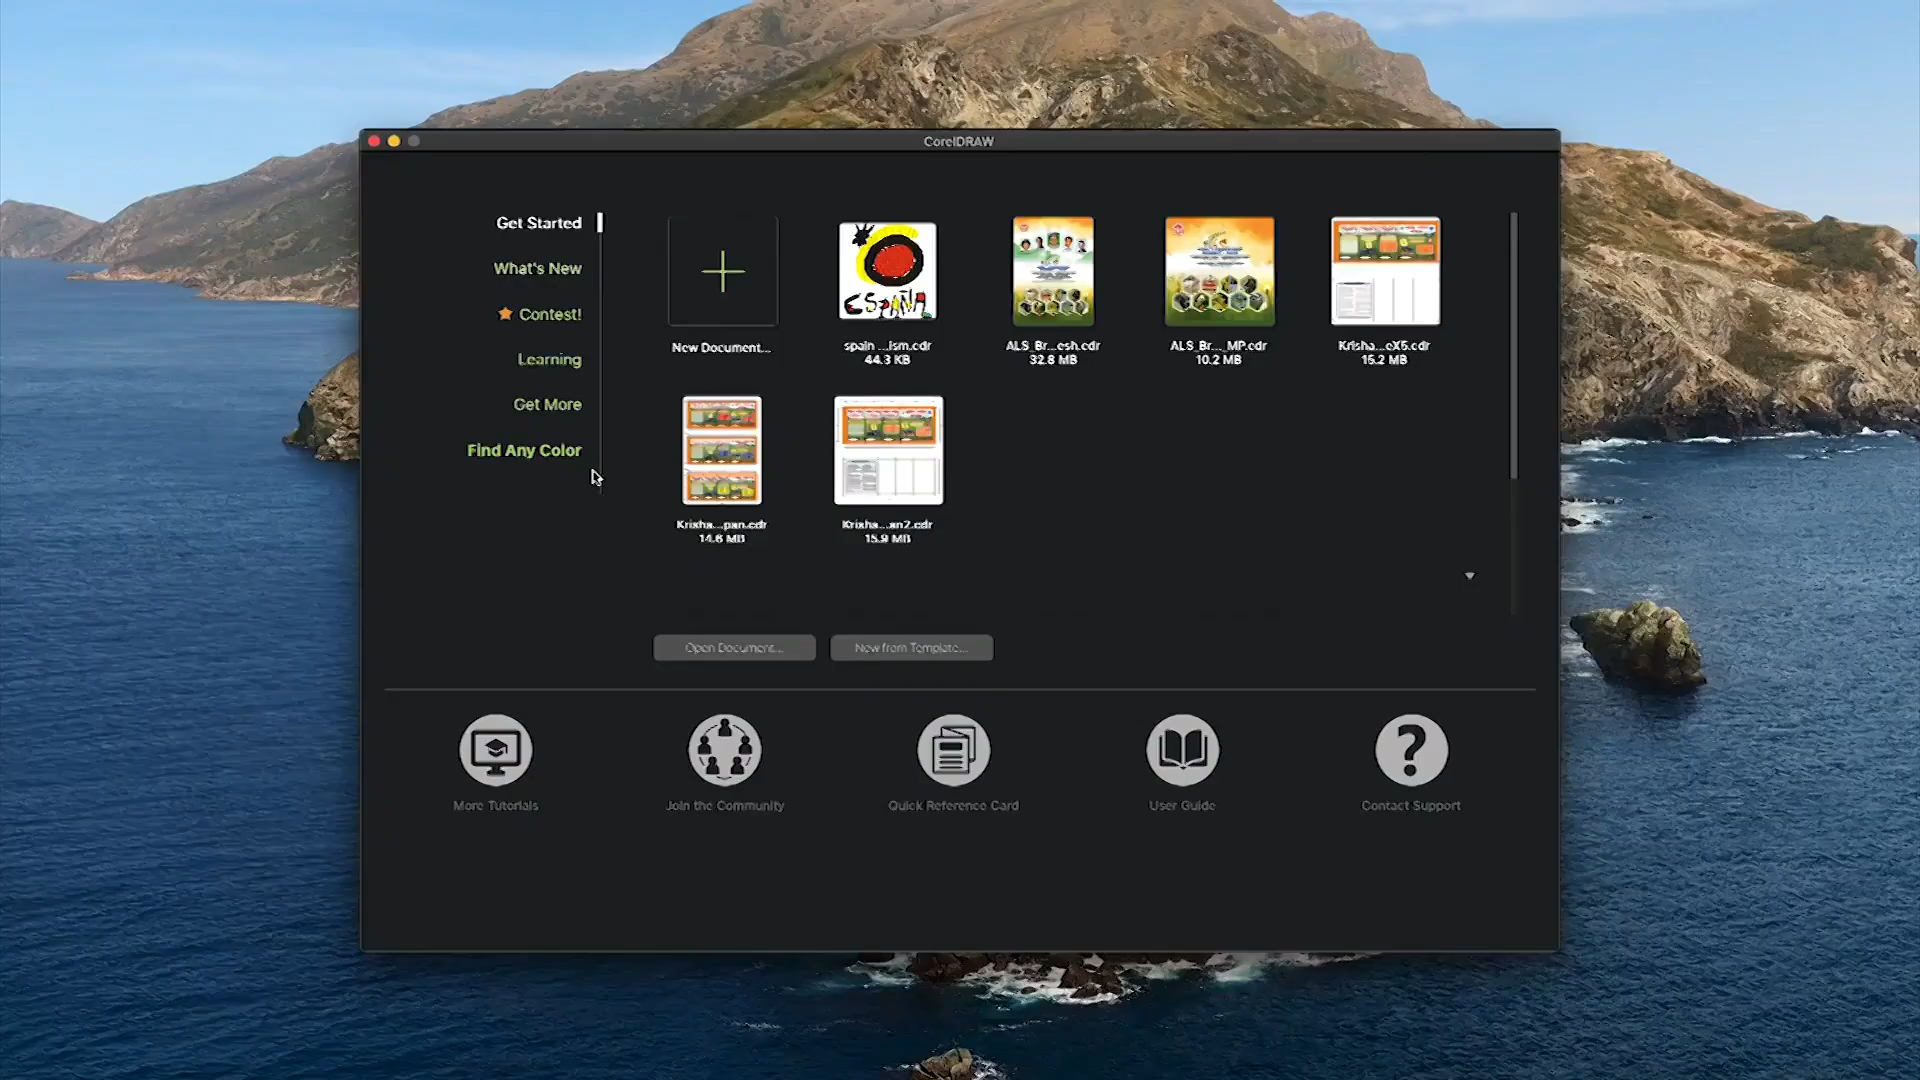 CorelDRAW
Get Started
What's New
Contest!
Learning
Get More
Find Any Color
New Document...
spain ...ism.cdr
44.3 KB
ALS_Br...esh.cdr
32.8 MB
ALS_Br..._MP.cdr
10.2 MB
Krisha...eX5.cdr
15.2 MB
Krisha...pan.cdr
14.6 MB
Krisha...an2.cdr
15.9 MB
ESPAÑA
Open Document...
New from Template...
More Tutorials
Join the Community
Quick Reference Card
User Guide
Contact Support